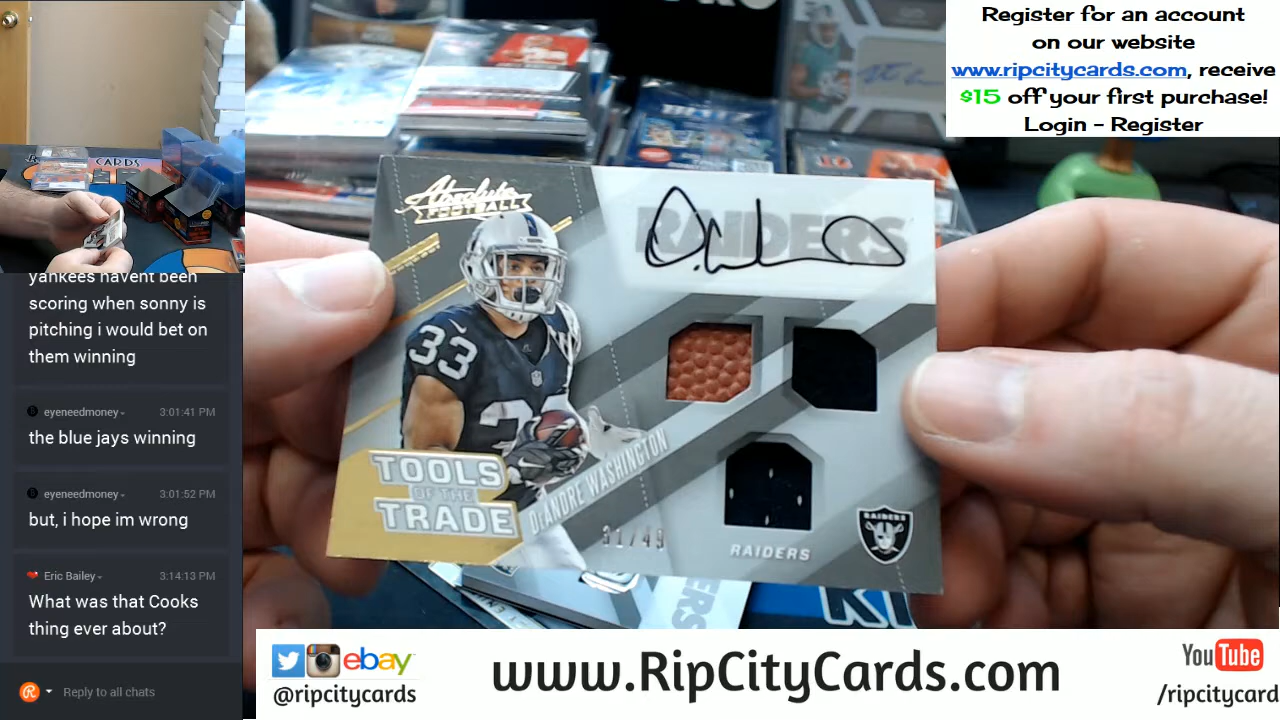 Register for an account
on our website
www.ripcitycards.com, receive
$15 off your first purchase!
Login - Register
CARDS
yankees havent been
scoring when sonny is
pitching i would bet on
them winning
eyeneedmoney
3:01:41 PM
the blue jays winning
eyeneedmoney
3:01:52 PM
but, i hope im wrong
Eric Bailey
3:14:13 PM
What was that Cooks
thing ever about?
Reply to all chats
Absolute
FOOTBALL
RAIDERS
33
TOOLS
OF THE
TRADE
DeANDRE WASHINGTON
31/49
RAIDERS
RAIDERS
ebay
@ripcitycards
www.RipCityCards.com
YouTube
/ripcitycard